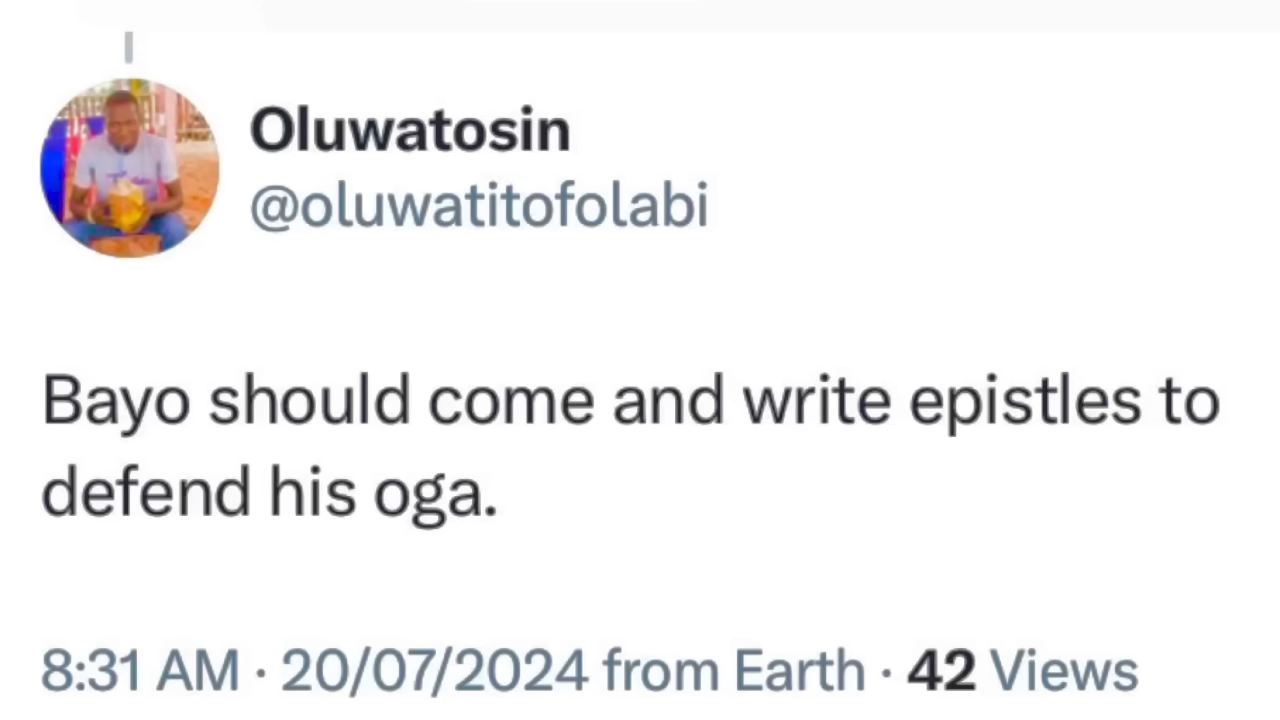 Oluwatosin
@oluwatitofolabi
Bayo should come and write epistles to
defend his oga.
8:31 AM · 20/07/2024 from Earth · 42 Views